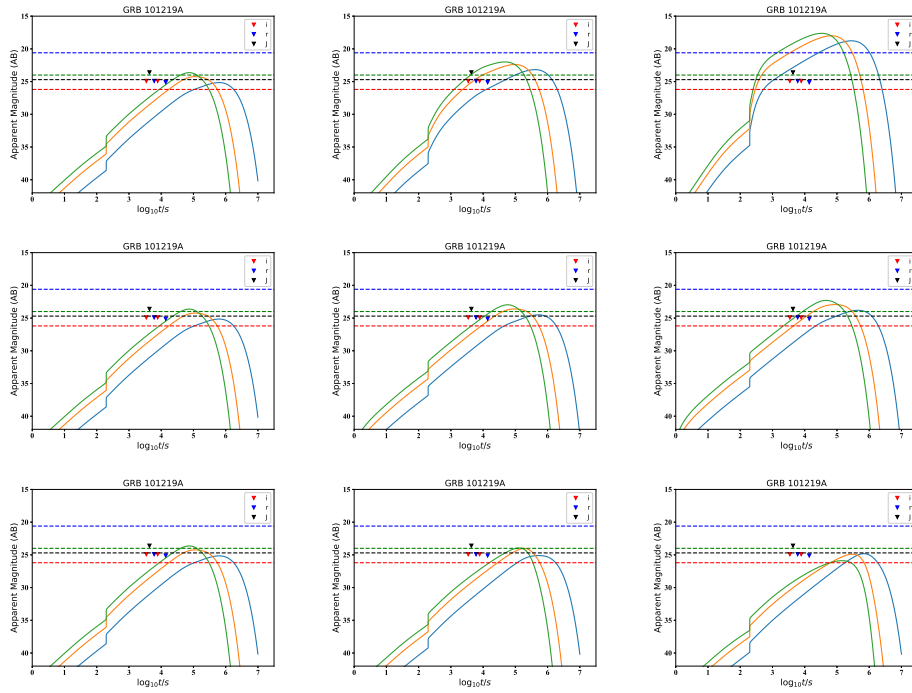 GRB 101219A GRB 101219A GRB 101219A
Apparent Magnitude (AB) Apparent Magnitude (AB) Apparent Magnitude (AB)
15 15 15
20 20 20
25 25 25
30 30 30
35 35 35
40 40 40
i i i
r r r
J J J
0 1 2 3 4 5 6 7 0 1 2 3 4 5 6 7 0 1 2 3 4 5 6 7
log10t/s log10t/s log10t/s
GRB 101219A GRB 101219A GRB 101219A
Apparent Magnitude (AB) Apparent Magnitude (AB) Apparent Magnitude (AB)
15 15 15
20 20 20
25 25 25
30 30 30
35 35 35
40 40 40
i i i
r r r
J J J
0 1 2 3 4 5 6 7 0 1 2 3 4 5 6 7 0 1 2 3 4 5 6 7
log10t/s log10t/s log10t/s
GRB 101219A GRB 101219A GRB 101219A
Apparent Magnitude (AB) Apparent Magnitude (AB) Apparent Magnitude (AB)
15 15 15
20 20 20
25 25 25
30 30 30
35 35 35
40 40 40
i i i
r r r
J J J
0 1 2 3 4 5 6 7 0 1 2 3 4 5 6 7 0 1 2 3 4 5 6 7
log10t/s log10t/s log10t/s